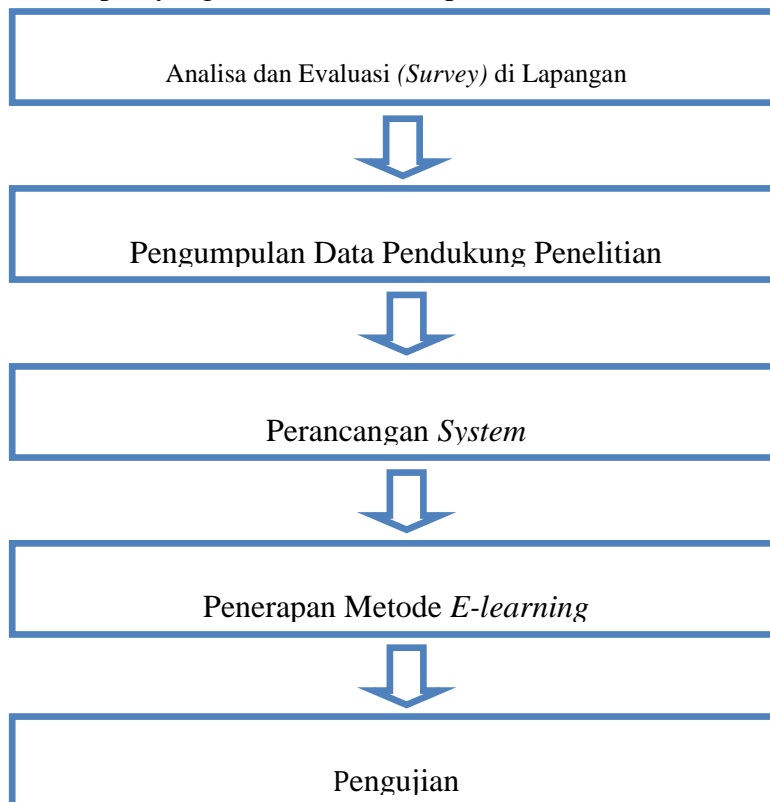 Analisa dan Evaluasi (Survey) di Lapangan
Pengumpulan Data Pendukung Penelitian
Perancangan System
Penerapan Metode E-learning
Pengujian